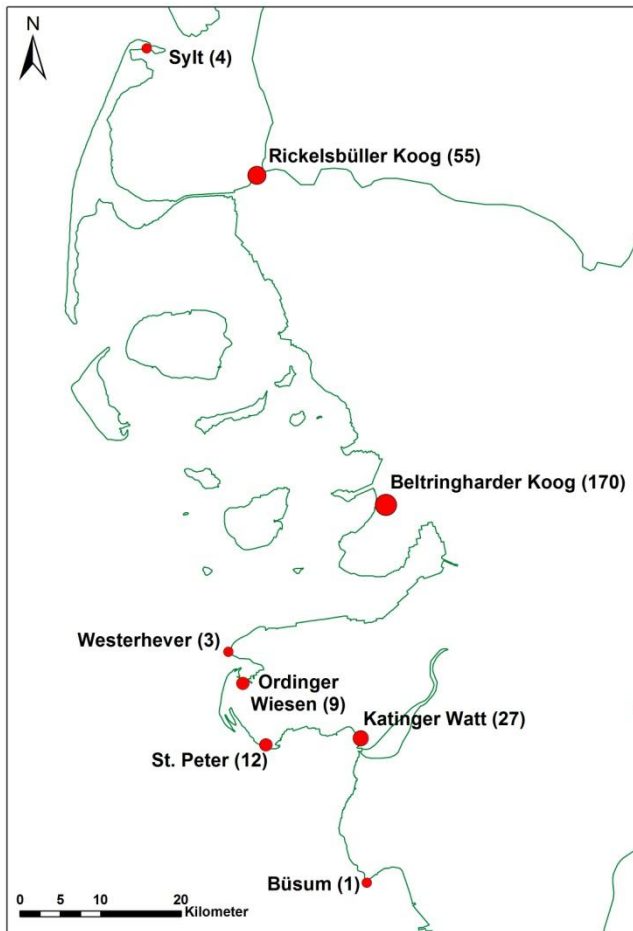 N
Sylt (4)
Rickelsbüller Koog (55)
Beltringharder Koog (170)
Westerhever (3)
Ordinger
Wiesen (9)
Katinger Watt (27)
St. Peter (12)
Büsum (1)
0 5 10 20
Kilometer